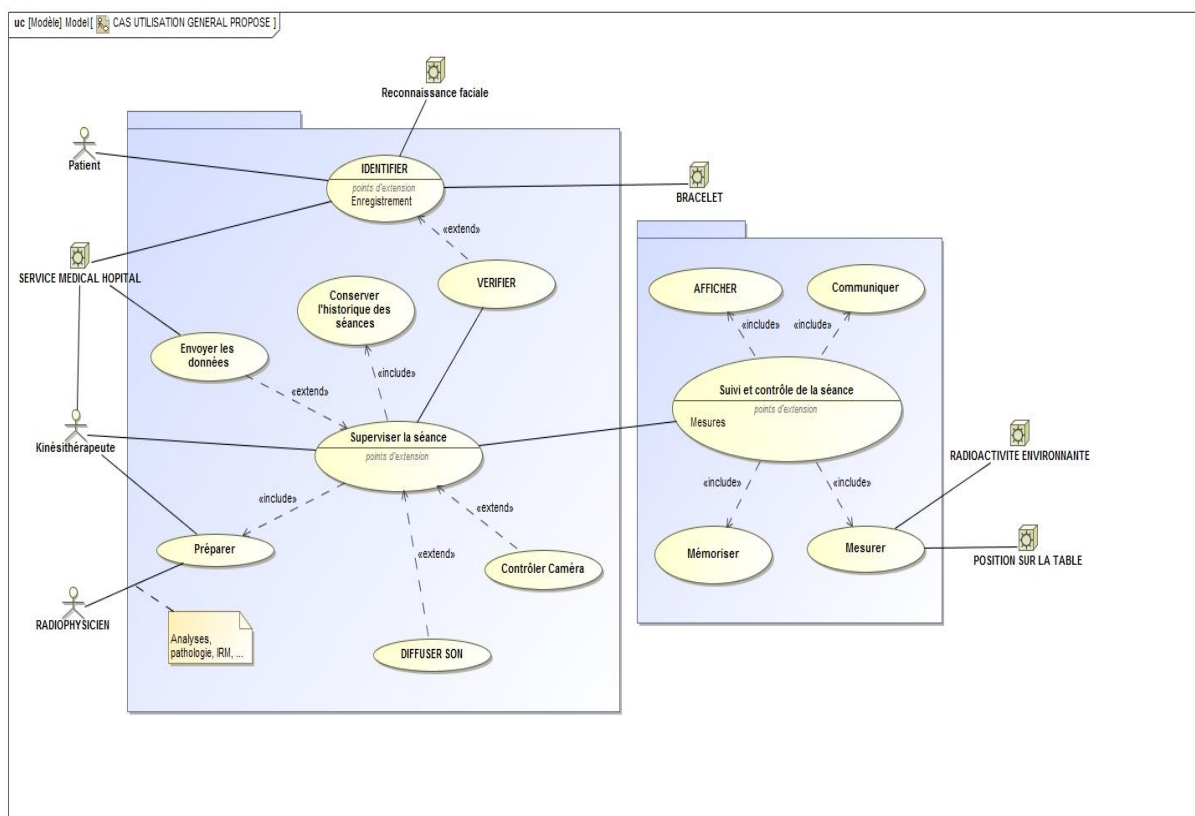 uc [Modèle] Model [ CAS UTILISATION GENERAL PROPOSE ]
Reconnaissance faciale
Patient
IDENTIFIER
points d'extension
Enregistrement
BRACELET
«extend»
SERVICE MEDICAL HOPITAL
VERIFIER
Conserver
l'historique des
séances
AFFICHER
Communiquer
Envoyer les
données
«include»
«include»
«extend»
«include»
Suivi et contrôle de la séance
points d'extension
Mesures
Kinésithérapeute
Superviser la séance
points d'extension
RADIOACTIVITE ENVIRONNANTE
«include»
«include»
«include»
«extend»
Préparer
«extend»
Contrôler Caméra
Mémoriser
Mesurer
POSITION SUR LA TABLE
RADIOPHYSICIEN
Analyses,
pathologie, IRM, ...
DIFFUSER SON